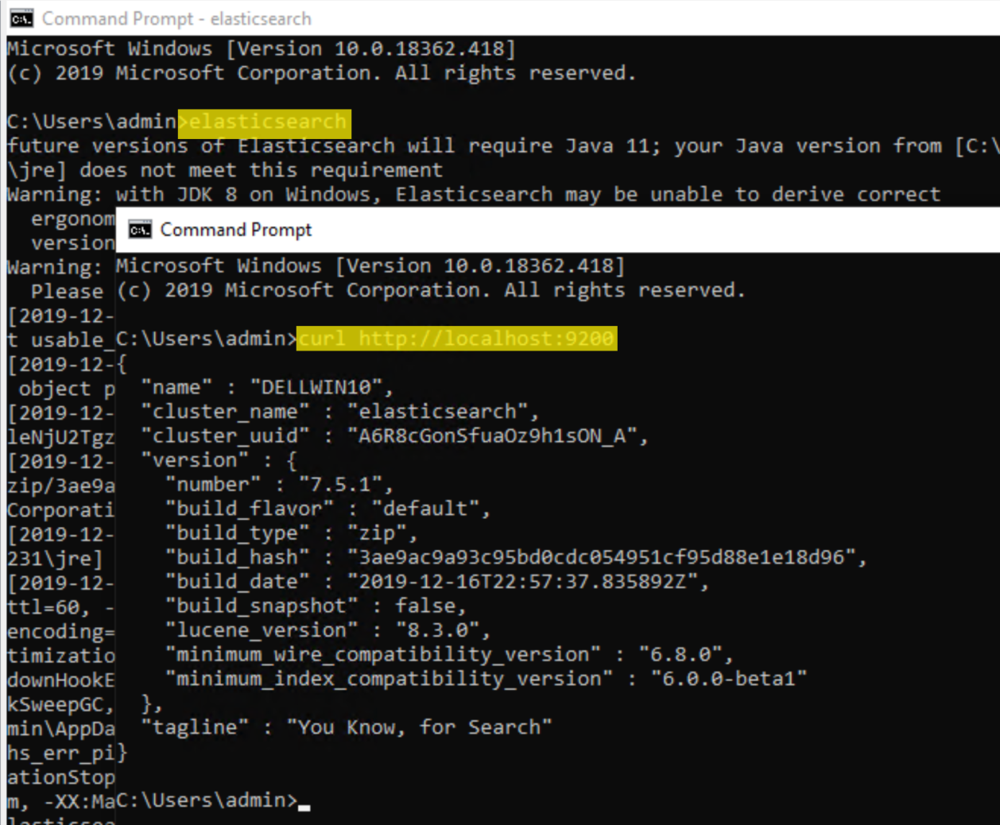 Command Prompt - elasticsearch
Microsoft Windows [Version 10.0.18362.418]
(c) 2019 Microsoft Corporation. All rights reserved.
C:\Users\admin>elasticsearch
future versions of Elasticsearch will require Java 11; your Java version from [C:\
\jre] does not meet this requirement
Warning: with JDK 8 on Windows, Elasticsearch may be unable to derive correct
ergonom
version
Warning:
Please
[2019-12-
t usable_
[2019-12-
object p
[2019-12-
leNjU2Tgz
[2019-12-
zip/3ae9a
Corporati
[2019-12-
231\jre]
[2019-12-
ttl=60, -
encoding=
timizatio
downHookE
kSweepGC,
min\AppDa
hs_err_pi
ationStop
m, -XX:Ma
Command Prompt
Microsoft Windows [Version 10.0.18362.418]
(c) 2019 Microsoft Corporation. All rights reserved.
C:\Users\admin>curl http://localhost:9200
{
"name" : "DELLWIN10",
"cluster_name" : "elasticsearch",
"cluster_uuid" : "A6R8cGonSfuaOz9h1sON_A",
"version" : {
"number" : "7.5.1",
"build_flavor" : "default",
"build_type" : "zip",
"build_hash" : "3ae9ac9a93c95bd0cdc054951cf95d88e1e18d96",
"build_date" : "2019-12-16T22:57:37.835892Z",
"build_snapshot" : false,
"lucene_version" : "8.3.0",
"minimum_wire_compatibility_version" : "6.8.0",
"minimum_index_compatibility_version" : "6.0.0-beta1"
},
"tagline" : "You Know, for Search"
}
C:\Users\admin>